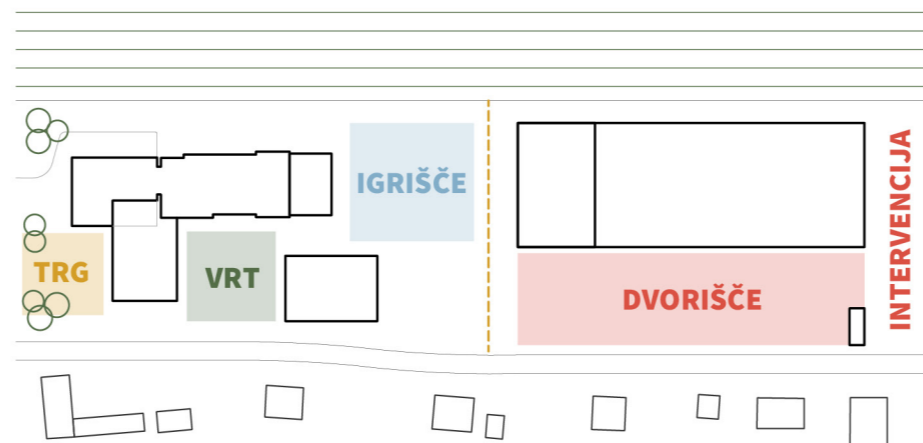 IGRIŠČE
TRG
VRT
DVORIŠČE
INTERVENCIJA